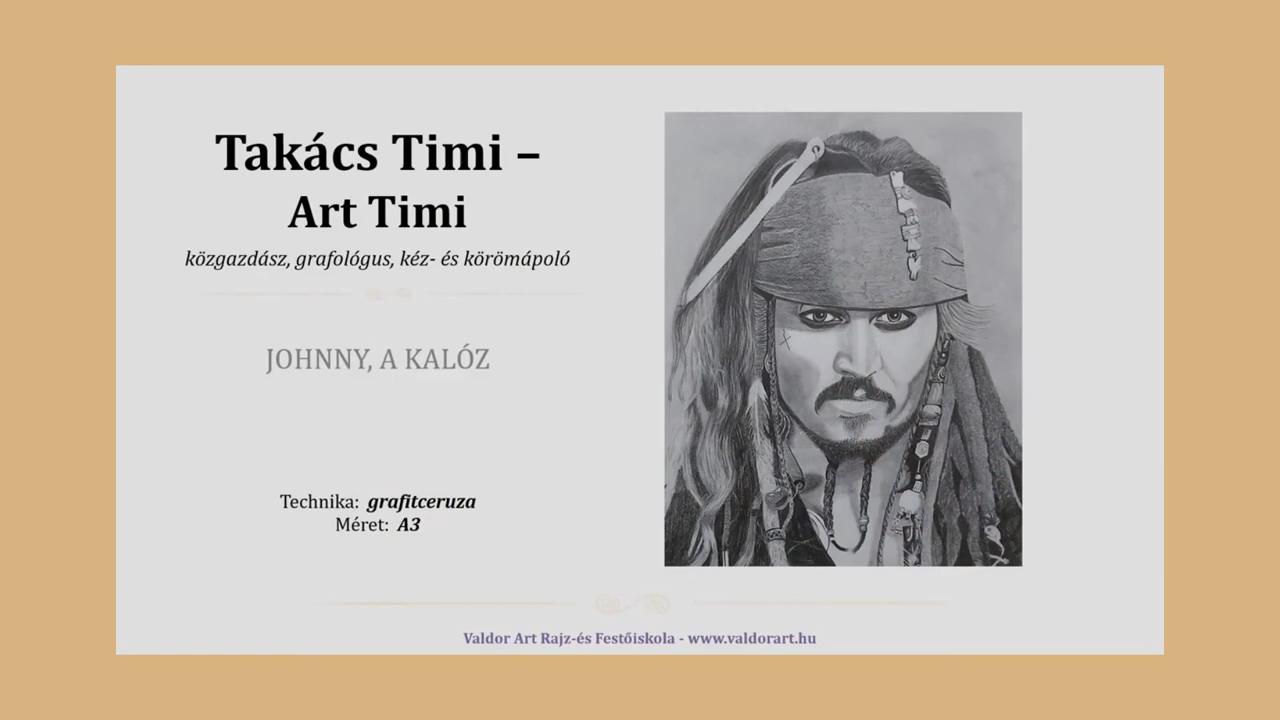 Takács Timi –
Art Timi
közgazdász, grafológus, kéz- és körömápoló
JOHNNY, A KALÓZ
Technika: grafitceruza
Méret: A3
Valdor Art Rajz-és Festőiskola - www.valdorart.hu